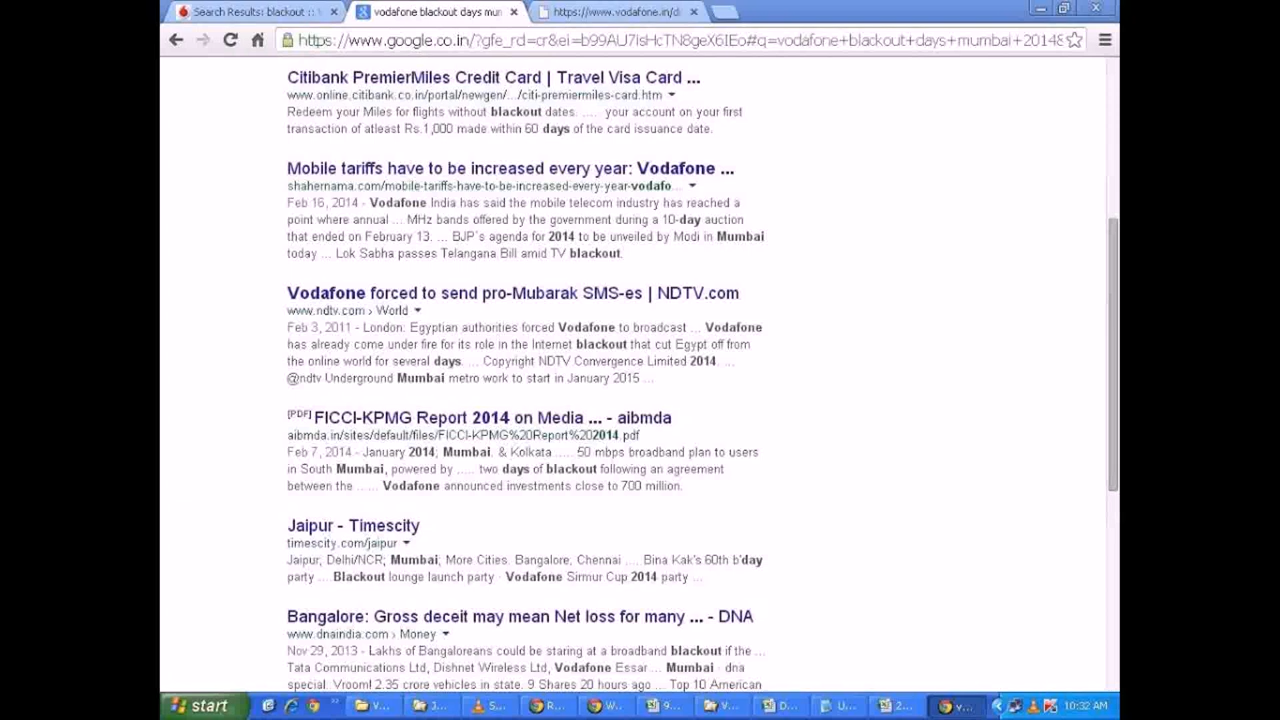 Search Results: blackout ::
vodafone blackout days mum
https://www.vodafone.in/di
https://www.google.co.in/?gfe_rd=cr&ei=b99AU7isHcTN8geX6IEo#q=vodafone+blackout+days+mumbai+2014&
Citibank PremierMiles Credit Card | Travel Visa Card ...
www.online.citibank.co.in/portal/newgen/.../citi-premiermiles-card.htm
Redeem your Miles for flights without blackout dates. .... your account on your first
transaction of atleast Rs.1,000 made within 60 days of the card issuance date.
Mobile tariffs have to be increased every year: Vodafone ...
shahernama.com/mobile-tariffs-have-to-be-increased-every-year-vodafo...
Feb 16, 2014 - Vodafone India has said the mobile telecom industry has reached a
point where annual ... MHz bands offered by the government during a 10-day auction
that ended on February 13. ... BJP`s agenda for 2014 to be unveiled by Modi in Mumbai
today ... Lok Sabha passes Telangana Bill amid TV blackout.
Vodafone forced to send pro-Mubarak SMS-es | NDTV.com
www.ndtv.com › World
Feb 3, 2011 - London: Egyptian authorities forced Vodafone to broadcast ... Vodafone
has already come under fire for its role in the Internet blackout that cut Egypt off from
the online world for several days. ... Copyright NDTV Convergence Limited 2014. ...
@ndtv Underground Mumbai metro work to start in January 2015 ...
[PDF] FICCI-KPMG Report 2014 on Media ... - aibmda
aibmda.in/sites/default/files/FICCI-KPMG%20Report%202014.pdf
Feb 7, 2014 - January 2014; Mumbai. & Kolkata ..... 50 mbps broadband plan to users
in South Mumbai, powered by ..... two days of blackout following an agreement
between the ...... Vodafone announced investments close to 700 million.
Jaipur - Timescity
timescity.com/jaipur
Jaipur, Delhi/NCR; Mumbai; More Cities. Bangalore, Chennai .... Bina Kak's 60th b'day
party ... Blackout lounge launch party · Vodafone Sirmur Cup 2014 party ...
Bangalore: Gross deceit may mean Net loss for many ... - DNA
www.dnaindia.com › Money
Nov 29, 2013 - Lakhs of Bangaloreans could be staring at a broadband blackout if the ...
Tata Communications Ltd, Dishnet Wireless Ltd, Vodafone Essar ... Mumbai · dna
special. Vroom! 2.35 crore vehicles in state. 9 Shares 20 hours ago ... Top 10 American
start
V...
J...
S...
R...
W...
9...
V...
D...
U...
2...
v...
10:32 AM